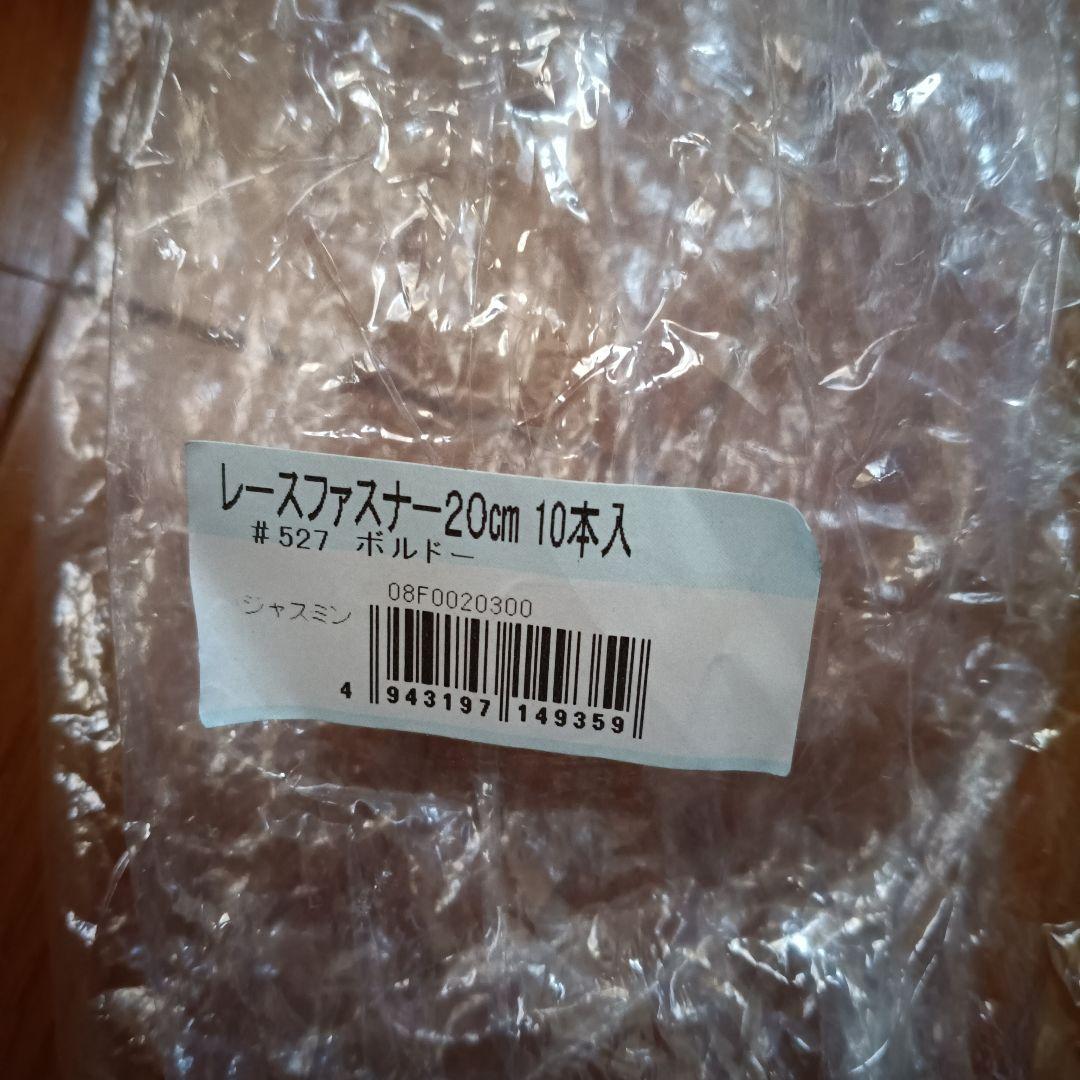 レースファスナー20cm 10本入
#527 ボルドー
08F0020300
ジャスミン
4 943197 149359